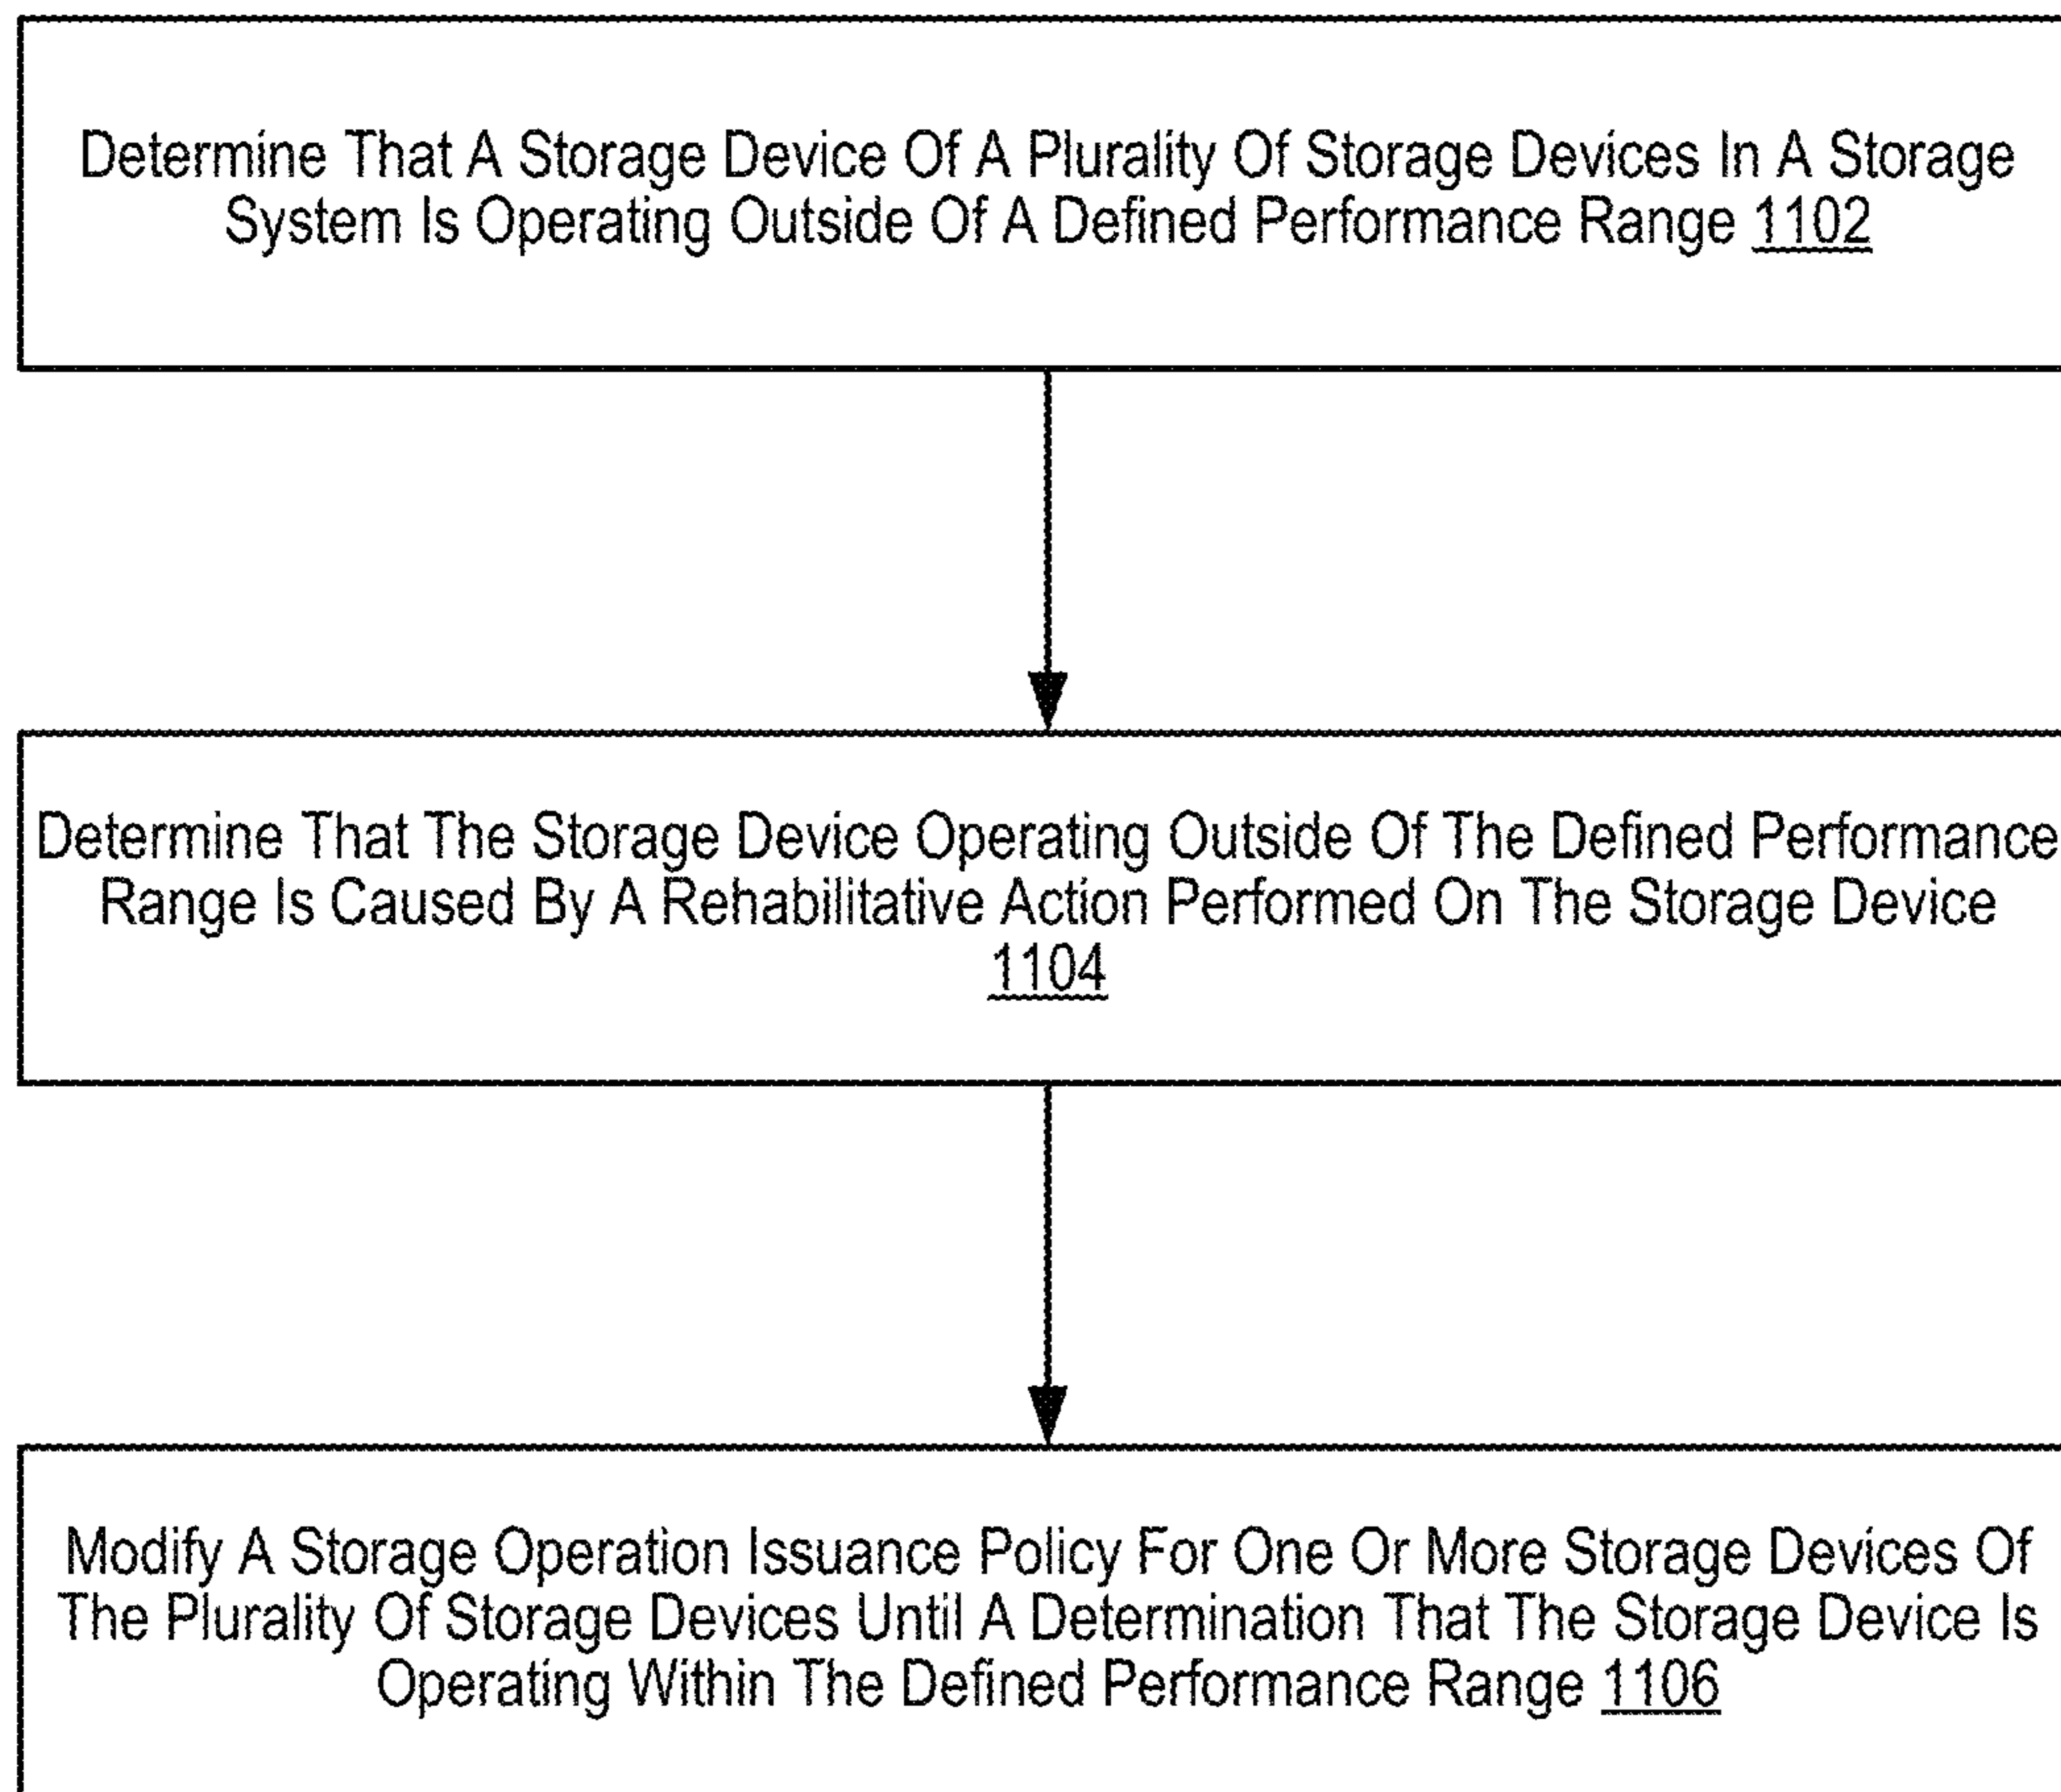 Determine That A Storage Device Of A Plurality Of Storage Devices In A Storage
System Is Operating Outside Of A Defined Performance Range 1102
Determine That The Storage Device Operating Outside Of The Defined Performance
Range Is Caused By A Rehabilitative Action Performed On The Storage Device
1104
Modify A Storage Operation Issuance Policy For One Or More Storage Devices Of
The Plurality Of Storage Devices Until A Determination That The Storage Device Is
Operating Within The Defined Performance Range 1106